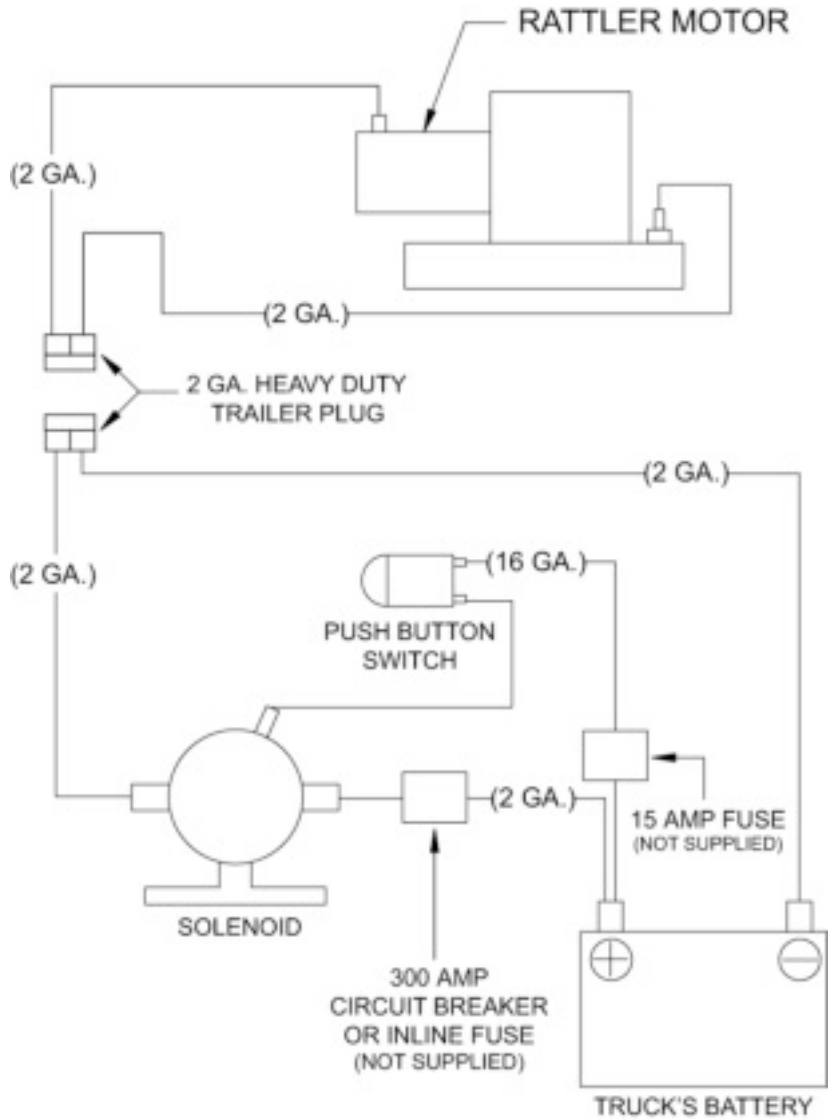 RATTLER MOTOR
(2 GA.)
(2 GA.)
2 GA. HEAVY DUTY
TRAILER PLUG
(2 GA.)
(2 GA.)
(16 GA.)
PUSH BUTTON
SWITCH
(2 GA.)
15 AMP FUSE
(NOT SUPPLIED)
SOLENOID
300 AMP
CIRCUIT BREAKER
OR INLINE FUSE
(NOT SUPPLIED)
+
−
TRUCK'S BATTERY